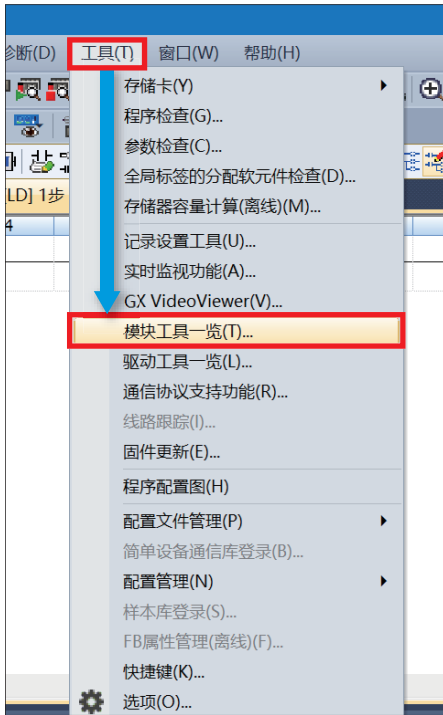 诊断(D) 工具(T) 窗口(W) 帮助(H)
存储卡(Y)
程序检查(G)...
参数检查(C)...
全局标签的分配软元件检查(D)...
[LD] 1步
存储器容量计算(离线)(M)...
4
记录设置工具(U)...
实时监视功能(A)...
GX VideoViewer(V)...
模块工具一览(T)...
驱动工具一览(L)...
通信协议支持功能(R)...
线路跟踪(I)...
固件更新(E)...
程序配置图(H)
配置文件管理(P)
简单设备通信库登录(B)...
配置管理(N)
样本库登录(S)...
FB属性管理(离线)(F)...
快捷键(K)...
选项(O)...